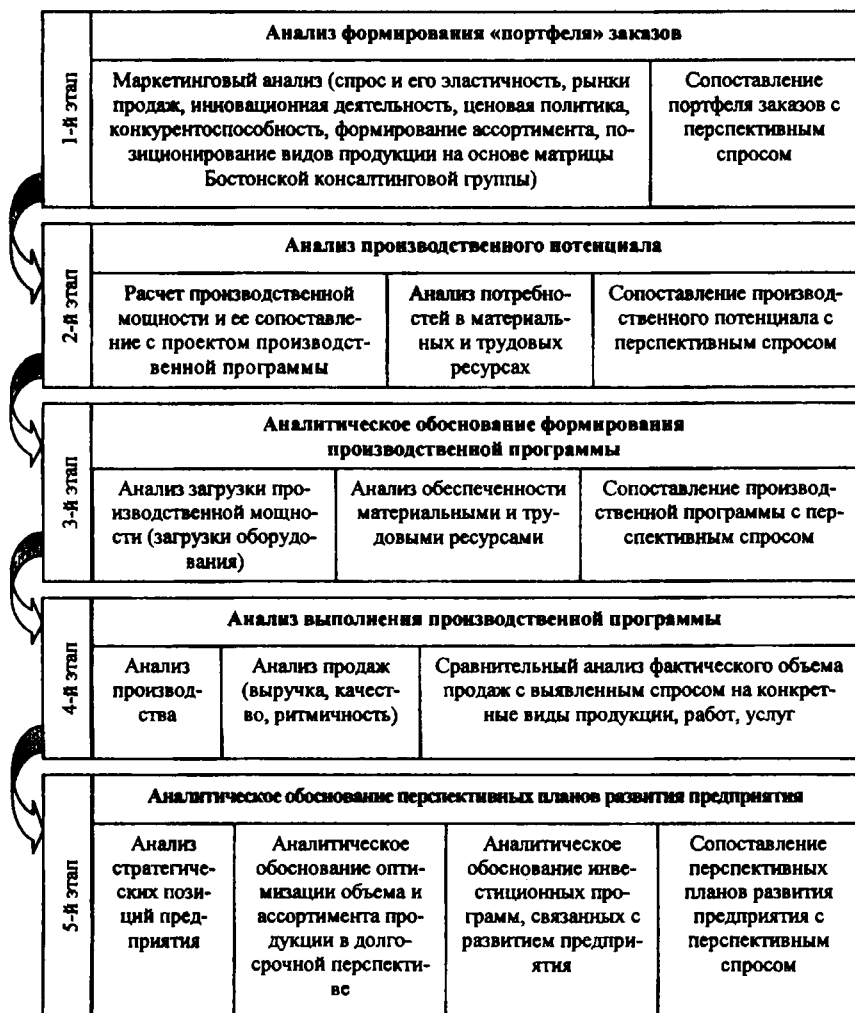 1-й этап
Анализ формирования «портфеля» заказов
Маркетинговый анализ (спрос и его эластичность, рынки
продаж, инновационная деятельность, ценовая политика,
конкурентоспособность, формирование ассортимента, по-
зиционирование видов продукции на основе матрицы
Бостонской консалтинговой группы)
Сопоставление
портфеля заказов с
перспективным
спросом
2-й этап
Анализ производственного потенциала
Расчет производственной
мощности и ее сопоставле-
ние с проектом производст-
венной программы
Анализ потребно-
стей в материаль-
ных и трудовых
ресурсах
Сопоставление производ-
ственного потенциала с
перспективным спросом
3-й этап
Аналитическое обоснование формирования
производственной программы
Анализ загрузки про-
изводственной мощно-
сти (загрузки оборудо-
вания)
Анализ обеспеченности
материальными и тру-
довыми ресурсами
Сопоставление производ-
ственной программы с пер-
спективным спросом
4-й этап
Анализ выполнения производственной программы
Анализ
производ-
ства
Анализ продаж
(выручка, качест-
во, ритмичность)
Сравнительный анализ фактического объема
продаж с выявленным спросом на конкрет-
ные виды продукции, работ, услуг
5-й этап
Аналитическое обоснование перспективных планов развития предприятия
Анализ
стратегиче-
ских пози-
ций пред-
приятия
Аналитическое
обоснование опти-
мизации объема и
ассортимента про-
дукции в долго-
срочной перспекти-
ве
Аналитическое
обоснование инве-
стиционных про-
грамм, связанных с
развитием предпри-
ятия
Сопоставление
перспективных
планов развития
предприятия с
перспективным
спросом